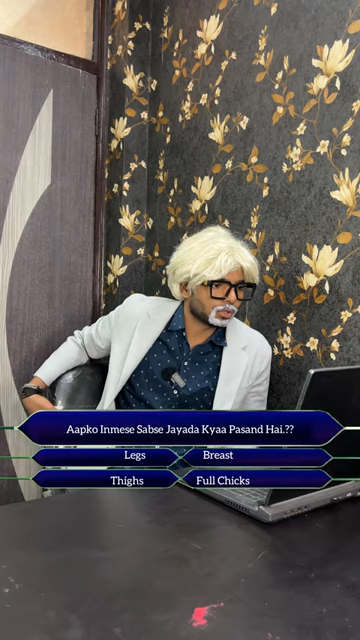 Aapko Inmese Sabse Jayada Kyaa Pasand Hai.??
Legs
Breast
Thighs
Full Chicks